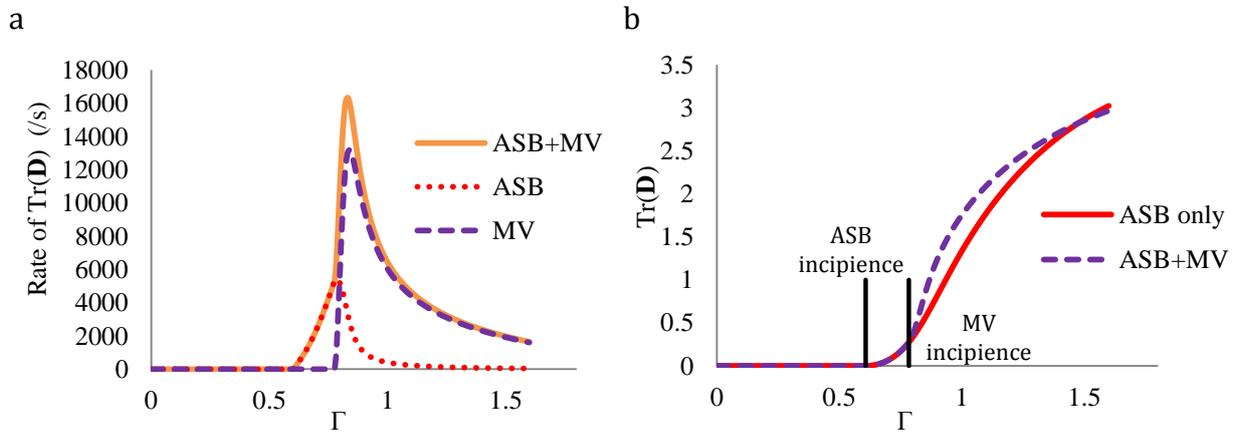 a
18000
16000
14000
12000
10000
8000
6000
4000
2000
0
Rate of Tr(D) (/s)
0 0.5 1 1.5
Γ
ASB+MV
ASB
MV
b
3.5
3
2.5
2
1.5
1
0.5
0
Tr(D)
0 0.5 1 1.5
Γ
ASB
incipience
MV
incipience
ASB only
ASB+MV